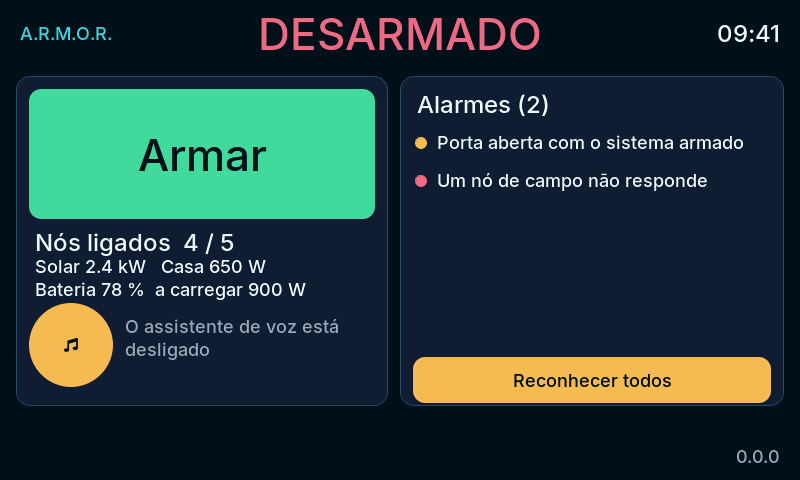 A.R.M.O.R.
DESARMADO
09:41
Armar
Nós ligados  4 / 5
Solar 2.4 kW   Casa 650 W
Bateria 78 %  a carregar 900 W
O assistente de voz está
desligado
Alarmes (2)
Porta aberta com o sistema armado
Um nó de campo não responde
Reconhecer todos
0.0.0